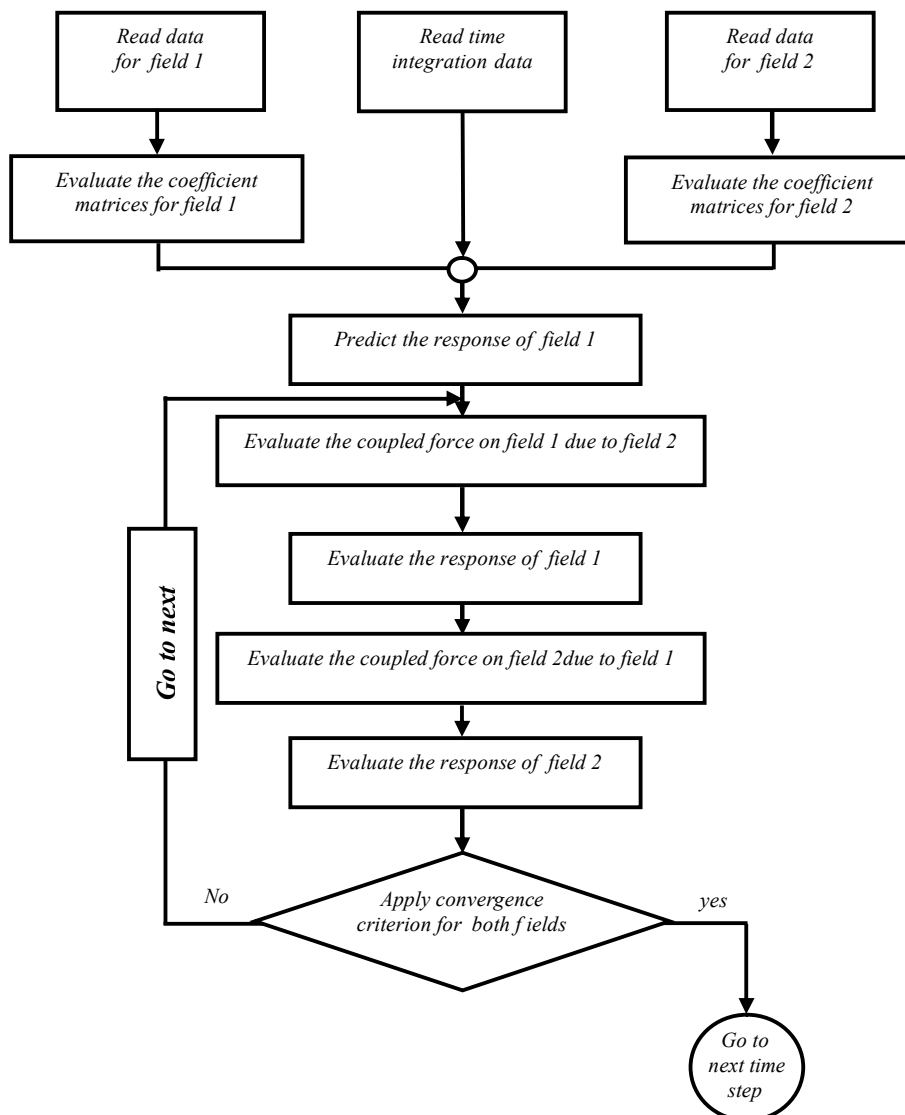 Read data
for field 1
Read time
integration data
Read data
for field 2
Evaluate the coefficient
matrices for field 1
Evaluate the coefficient
matrices for field 2
Predict the response of field 1
Evaluate the coupled force on field 1 due to field 2
Evaluate the response of field 1
Go to next
Evaluate the coupled force on field 2due to field 1
Evaluate the response of field 2
No
Apply convergence
criterion for both fields
yes
Go to
next time
step